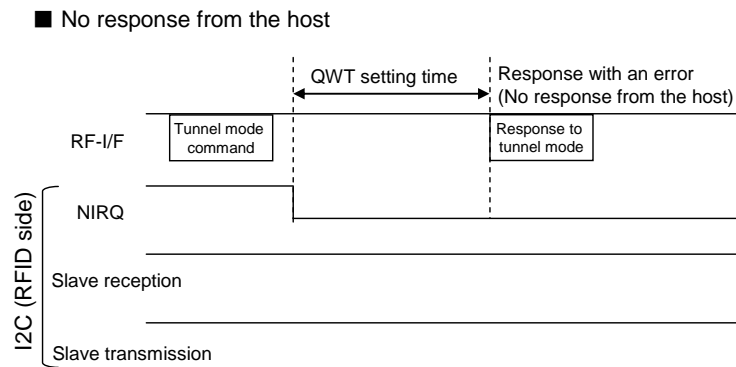 ■ No response from the host
QWT setting time
Response with an error
(No response from the host)
RF-I/F
Tunnel mode
command
Response to
tunnel mode
NIRQ
Slave reception
Slave transmission
I2C (RFID side)